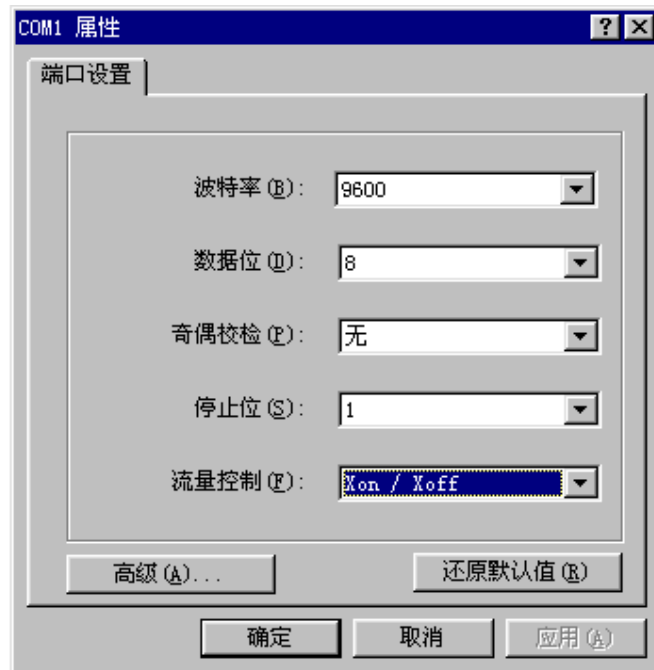 COM1 属性
端口设置
波特率(B): 9600
数据位(D): 8
奇偶校检(P): 无
停止位(S): 1
流量控制(F): Xon / Xoff
高级(A)... 还原默认值(R)
确定 取消 应用(A)